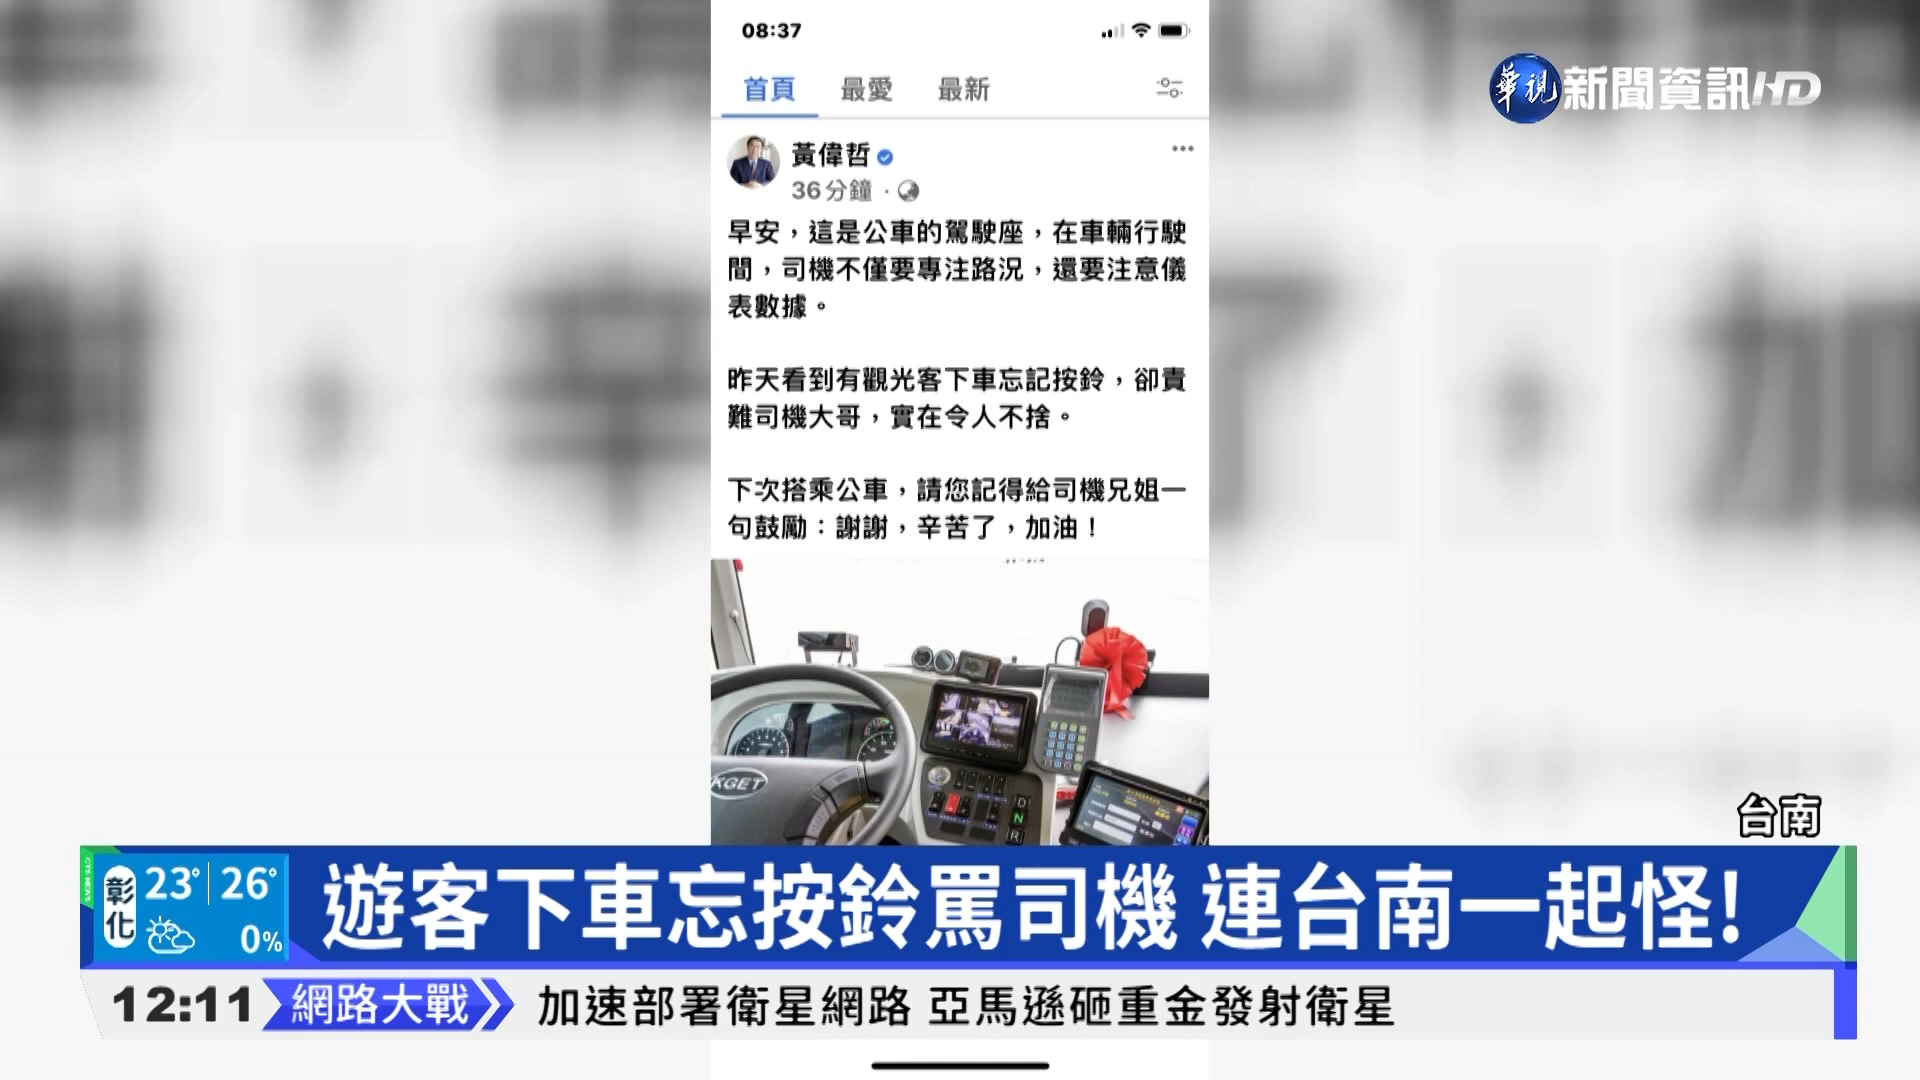 08:37
首頁 最愛 最新
華視新聞資訊HD
黃偉哲
36分鐘 ·
早安，這是公車的駕駛座，在車輛行駛
間，司機不僅要專注路況，還要注意儀
表數據。
昨天看到有觀光客下車忘記按鈴，卻責
難司機大哥，實在令人不捨。
下次搭乘公車，請您記得給司機兄姐一
句鼓勵：謝謝，辛苦了，加油！
KGET
D
N
R
台南
CTS NEWS
彰化
23° 26°
0%
遊客下車忘按鈴罵司機 連台南一起怪!
12:11 網路大戰 加速部署衛星網路 亞馬遜砸重金發射衛星